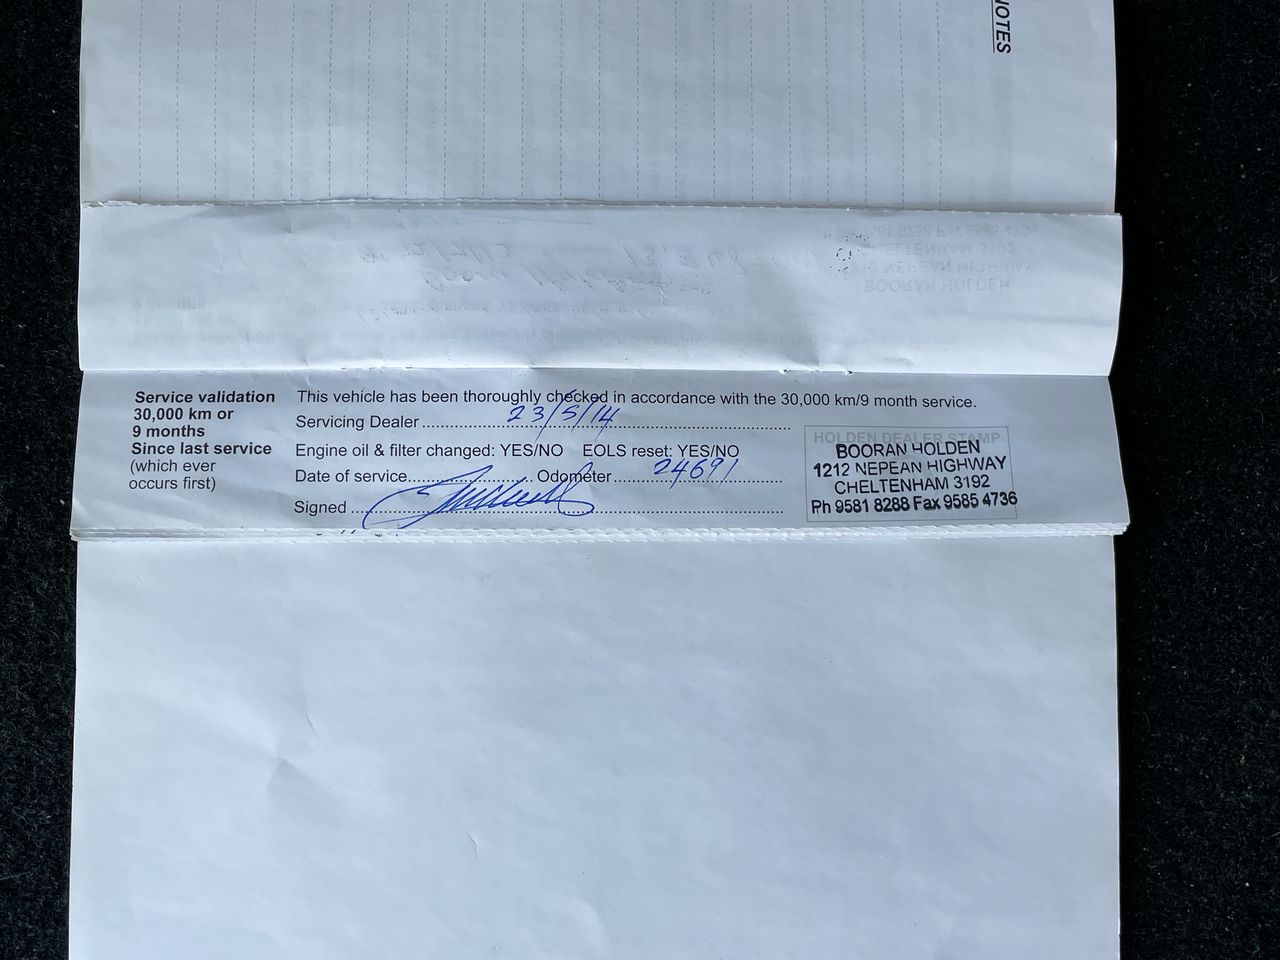 NOTES
Service validation
30,000 km or
9 months
Since last service
(which ever
occurs first)
This vehicle has been thoroughly checked in accordance with the 30,000 km/9 month service.
Servicing Dealer 23/5/14
Engine oil & filter changed: YES/NO EOLS reset: YES/NO
Date of service Odometer 24691
Signed
HOLDEN DEALER STAMP
BOORAN HOLDEN
1212 NEPEAN HIGHWAY
CHELTENHAM 3192
Ph 9581 8288 Fax 9585 4736